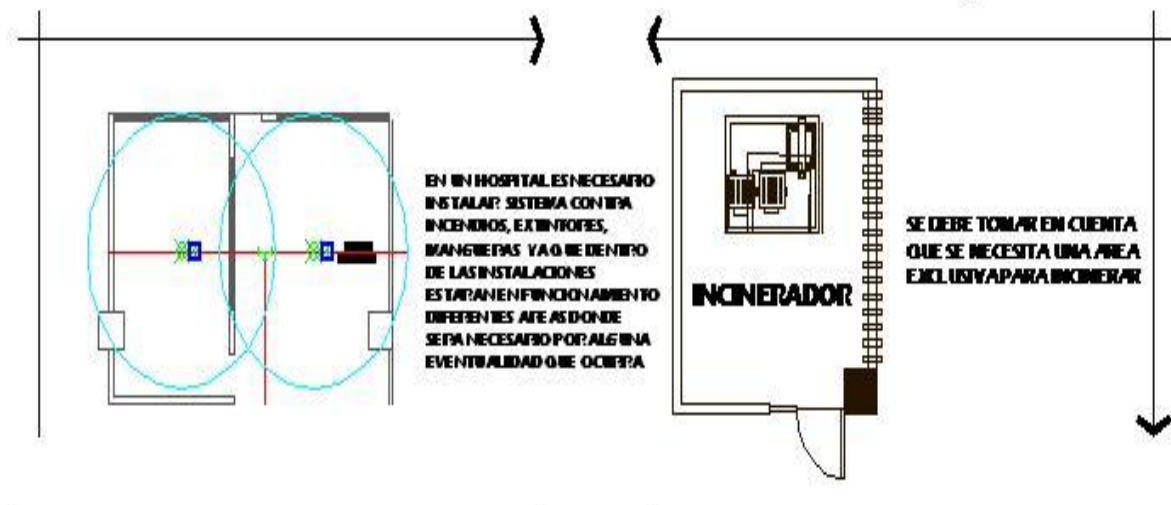 EN UN HOSPITAL ES NECESARIO
INSTALAR SISTEMA CONTRA
INCENDIOS, EXTINTORES,
MANGUERAS YA QUE DENTRO
DE LAS INSTALACIONES
ESTARAN EN FUNCIONAMIENTO
DIFERENTES AREAS DONDE
SERA NECESARIO POR ALGUNA
EVENTUALIDAD QUE OCURRA
INCINERADOR
SE DEBE TOMAR EN CUENTA
QUE SE NECESITA UNA AREA
EXCLUSIVA PARA INCINERAR